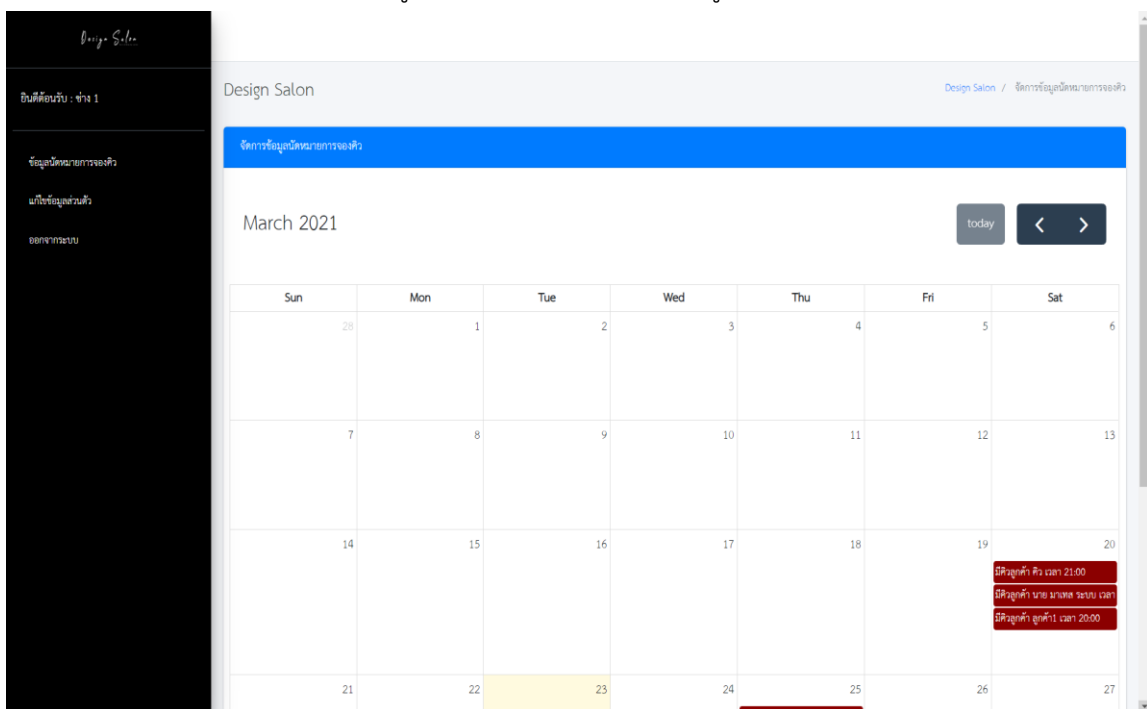 Design Salon
ยินดีต้อนรับ : ช่าง 1
ข้อมูลนัดหมายการจองคิว
แก้ไขข้อมูลส่วนตัว
ออกจากระบบ
Design Salon
Design Salon / จัดการข้อมูลนัดหมายการจองคิว
จัดการข้อมูลนัดหมายการจองคิว
March 2021
today
Sun Mon Tue Wed Thu Fri Sat
28 1 2 3 4 5 6
7 8 9 10 11 12 13
14 15 16 17 18 19 20
มีคิวลูกค้า คิว เวลา 21:00
มีคิวลูกค้า นาย มาเทส ระบบ เวลา
มีคิวลูกค้า ลูกค้า1 เวลา 20:00
21 22 23 24 25 26 27